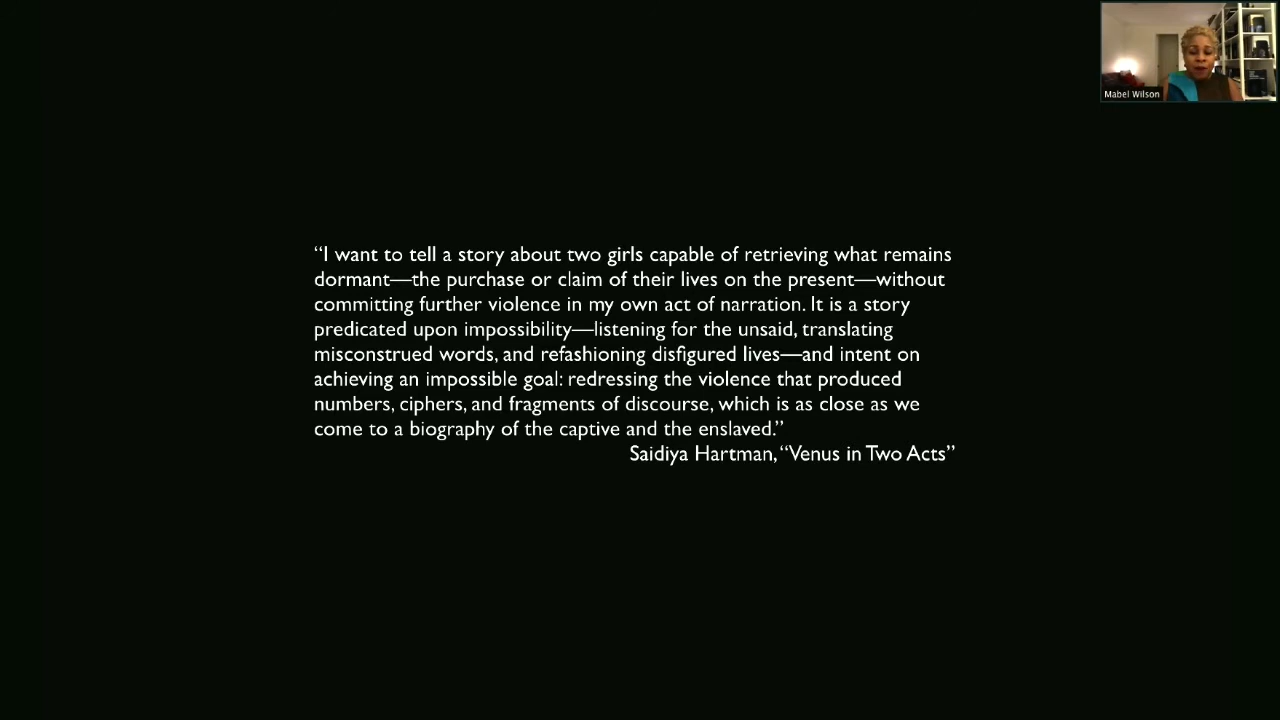 Mabel Wilson
“I want to tell a story about two girls capable of retrieving what remains
dormant—the purchase or claim of their lives on the present—without
committing further violence in my own act of narration. It is a story
predicated upon impossibility—listening for the unsaid, translating
misconstrued words, and refashioning disfigured lives—and intent on
achieving an impossible goal: redressing the violence that produced
numbers, ciphers, and fragments of discourse, which is as close as we
come to a biography of the captive and the enslaved.”
Saidiya Hartman, “Venus in Two Acts”